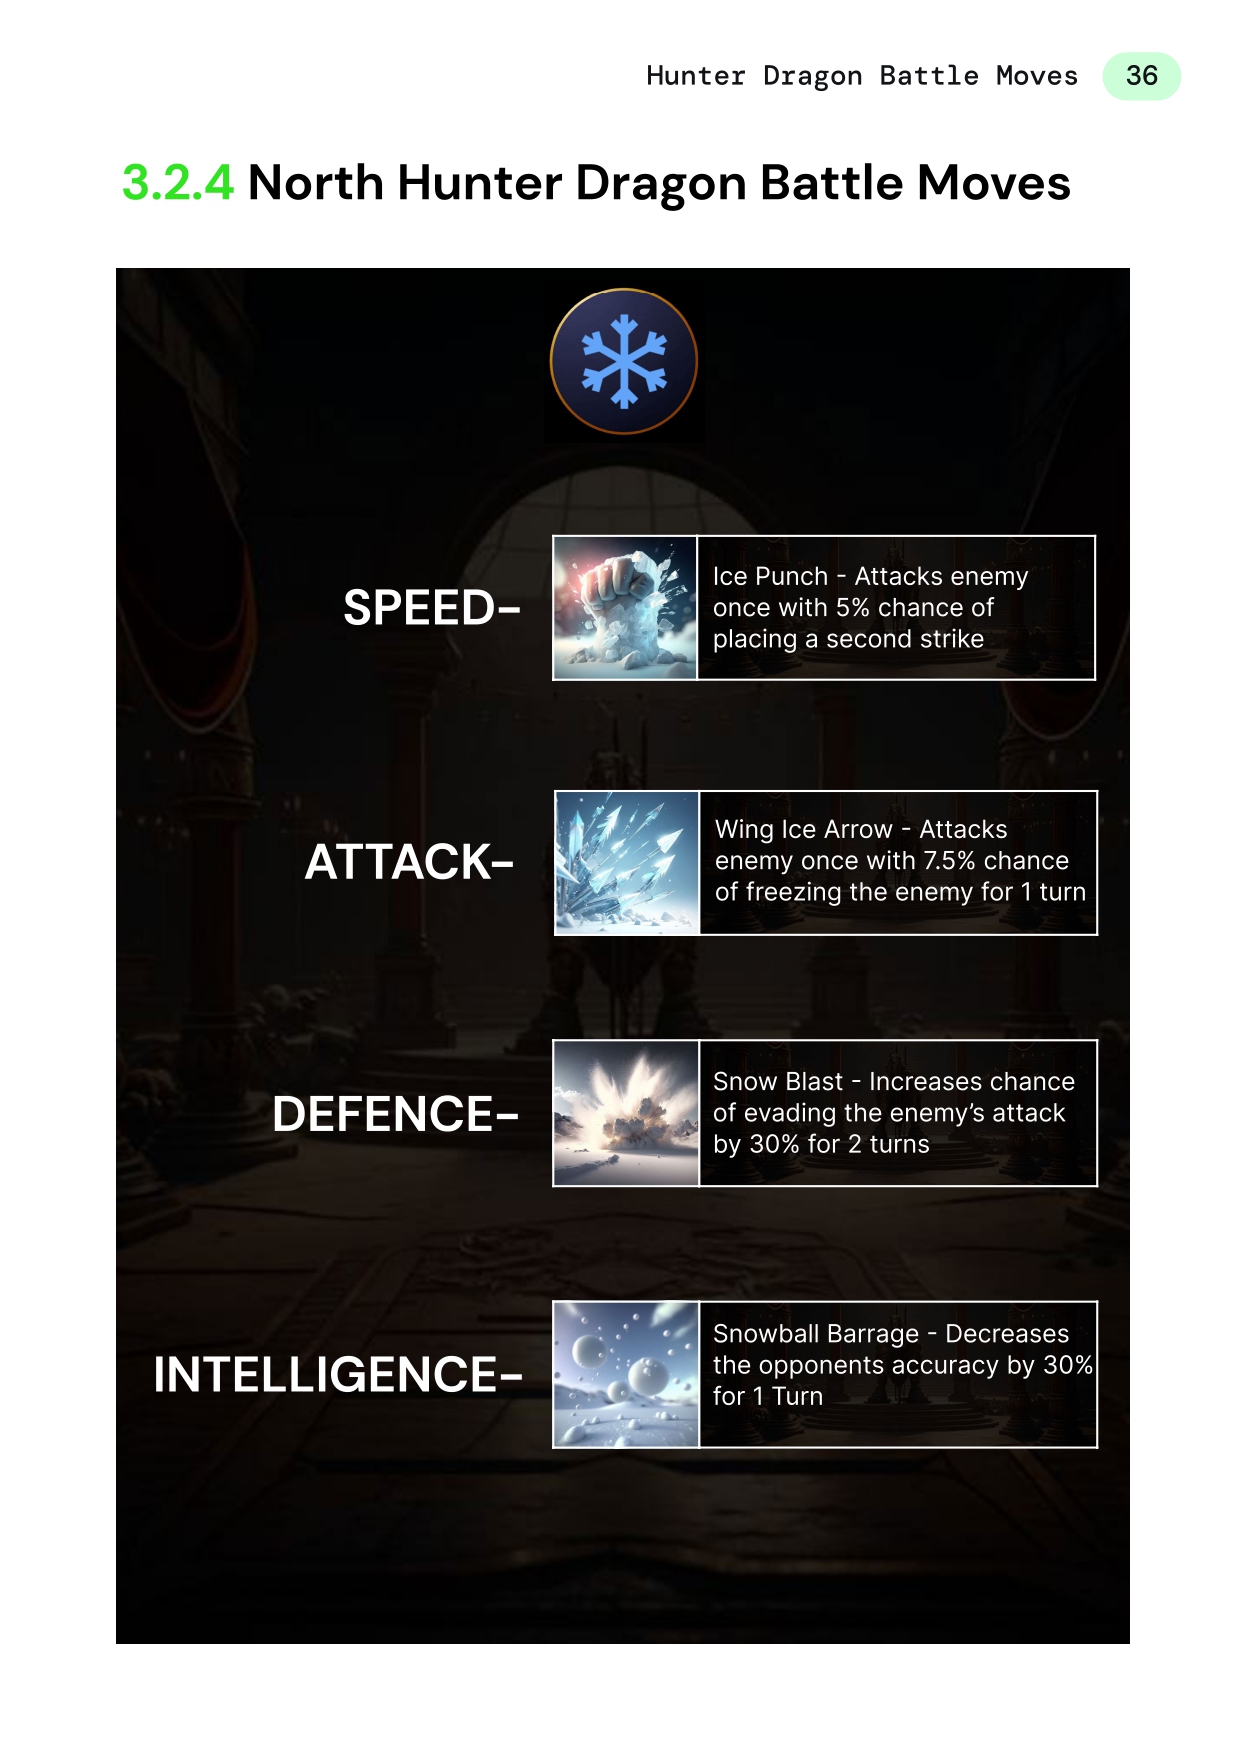 Hunter Dragon Battle Moves 36
3.2.4 North Hunter Dragon Battle Moves
SPEED-
Ice Punch - Attacks enemy
once with 5% chance of
placing a second strike
ATTACK-
Wing Ice Arrow - Attacks
enemy once with 7.5% chance
of freezing the enemy for 1 turn
DEFENCE-
Snow Blast - Increases chance
of evading the enemy’s attack
by 30% for 2 turns
INTELLIGENCE-
Snowball Barrage - Decreases
the opponents accuracy by 30%
for 1 Turn